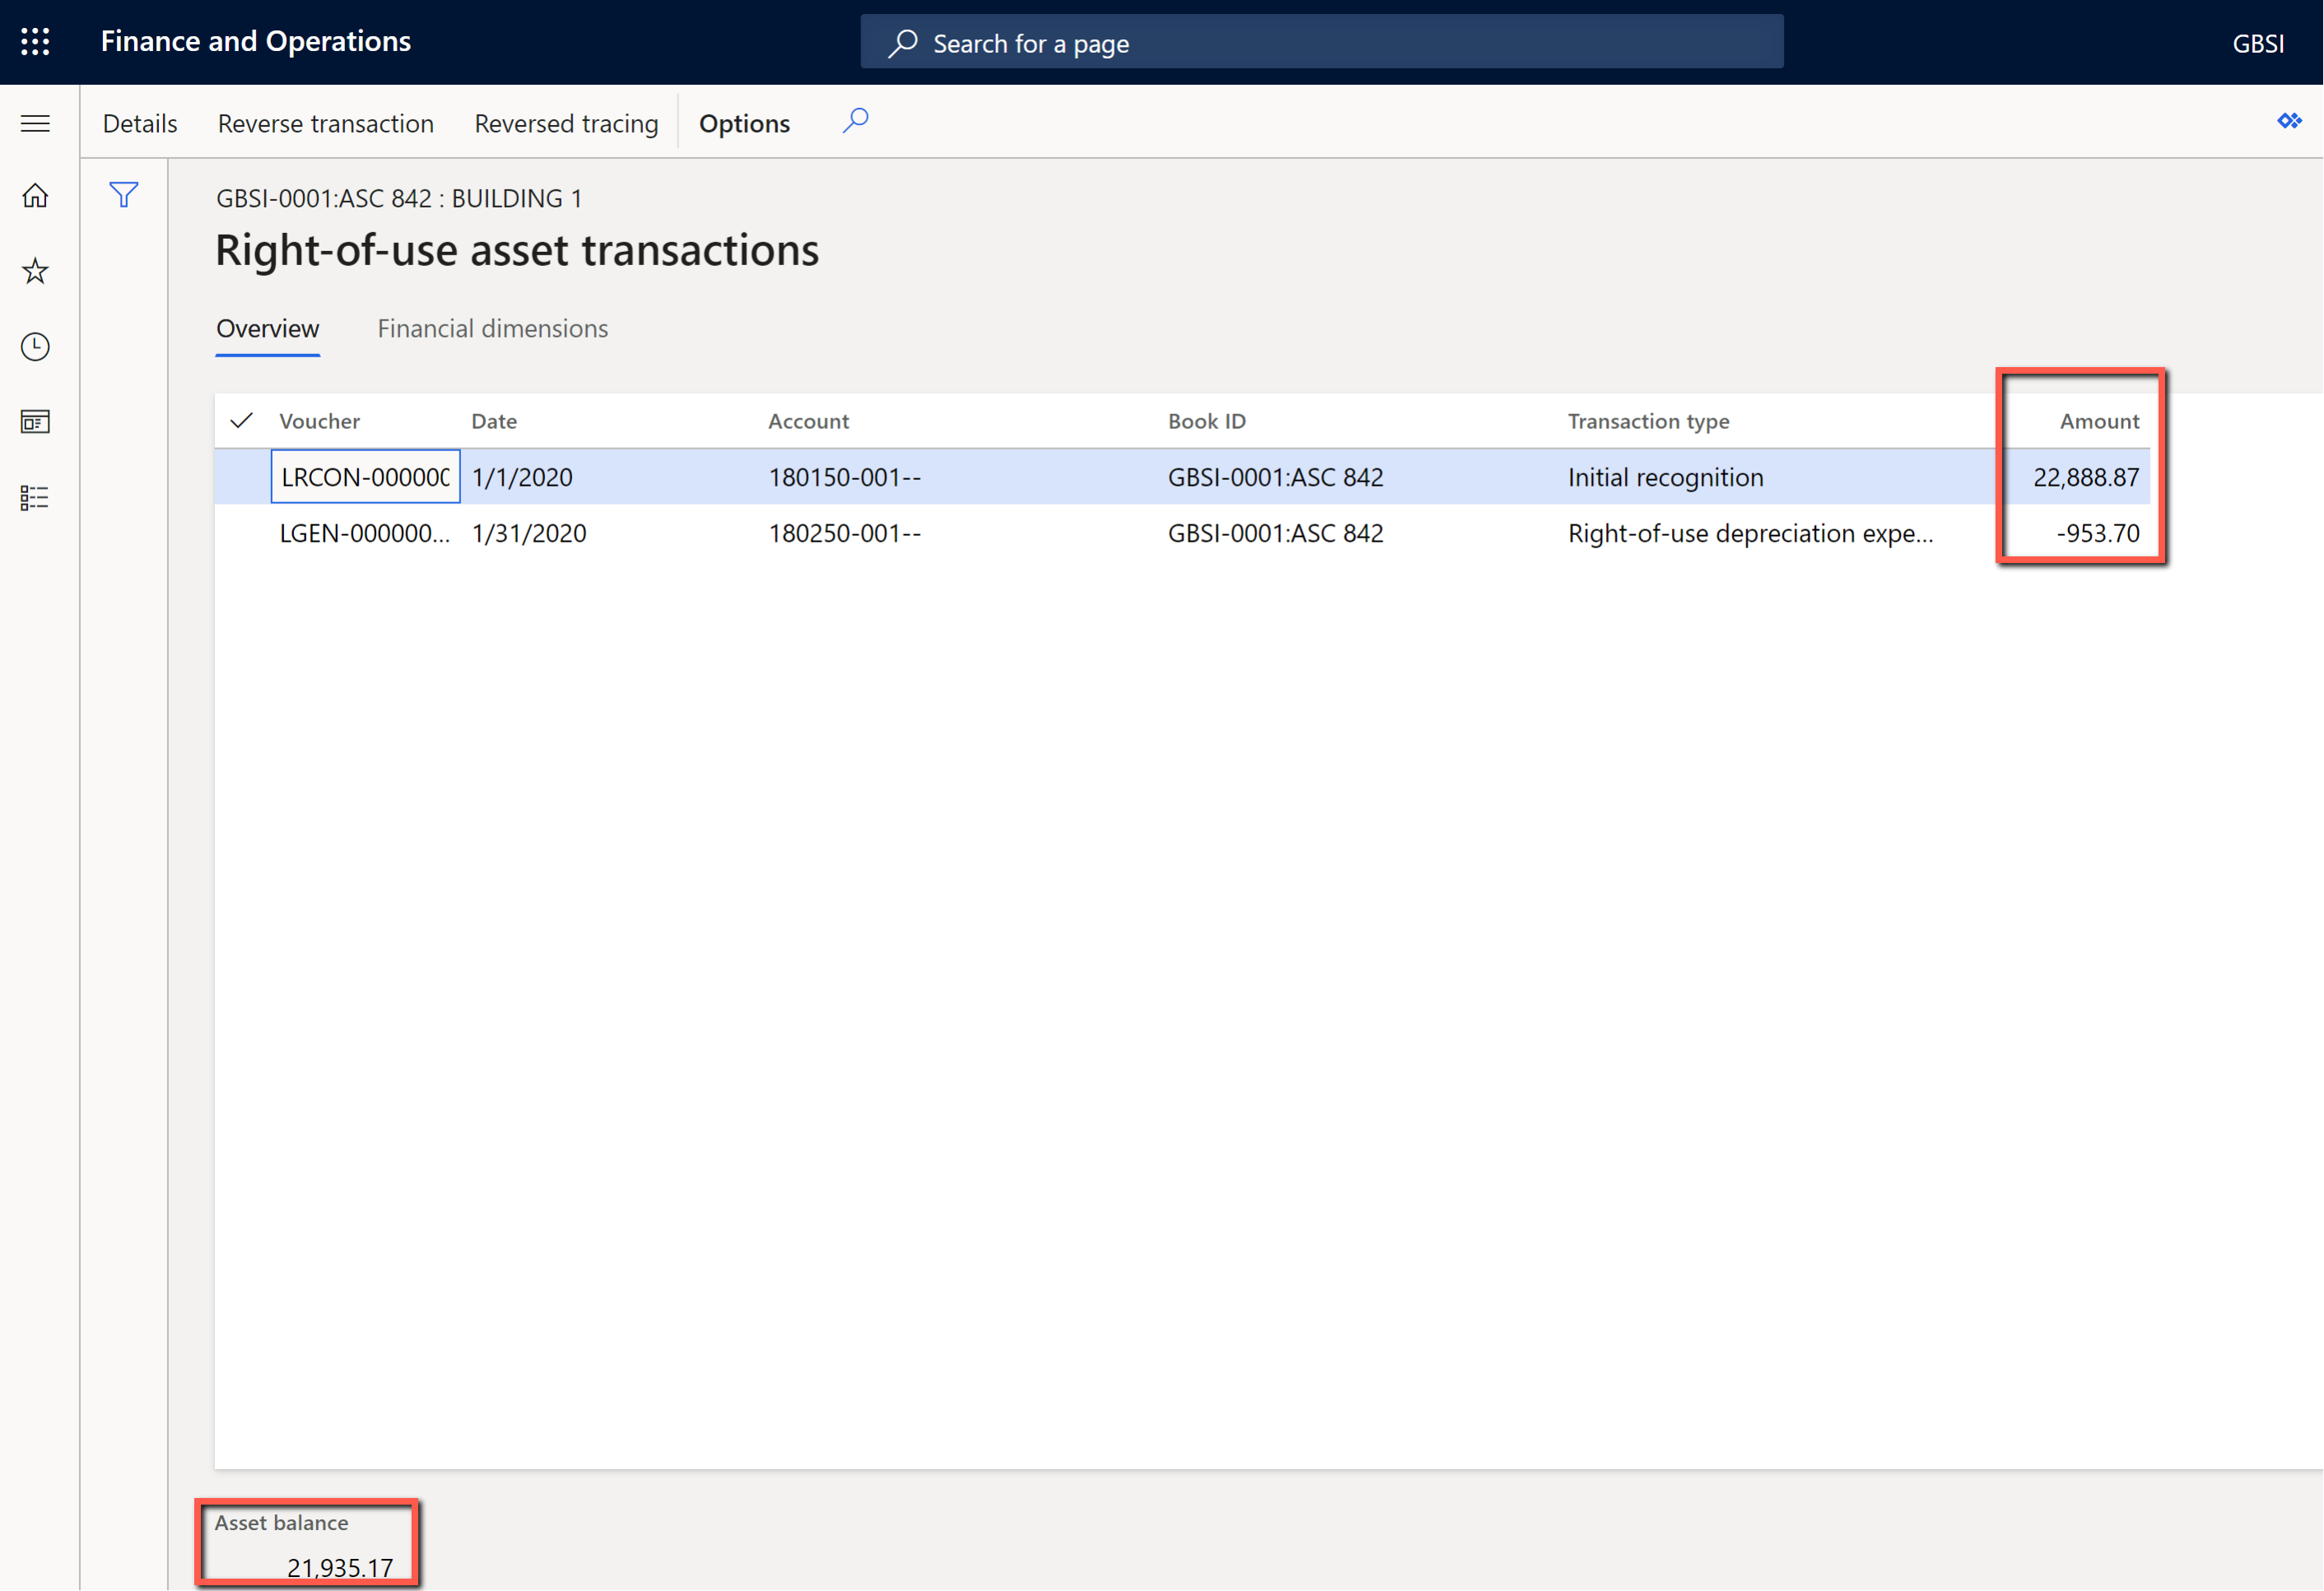 Finance and Operations Search for a page GBSI
Details Reverse transaction Reversed tracing Options
GBSI-0001:ASC 842 : BUILDING 1
Right-of-use asset transactions
Overview Financial dimensions
Voucher Date Account Book ID Transaction type Amount
LRCON-000000 1/1/2020 180150-001-- GBSI-0001:ASC 842 Initial recognition 22,888.87
LGEN-000000... 1/31/2020 180250-001-- GBSI-0001:ASC 842 Right-of-use depreciation expe... -953.70
Asset balance
21,935.17